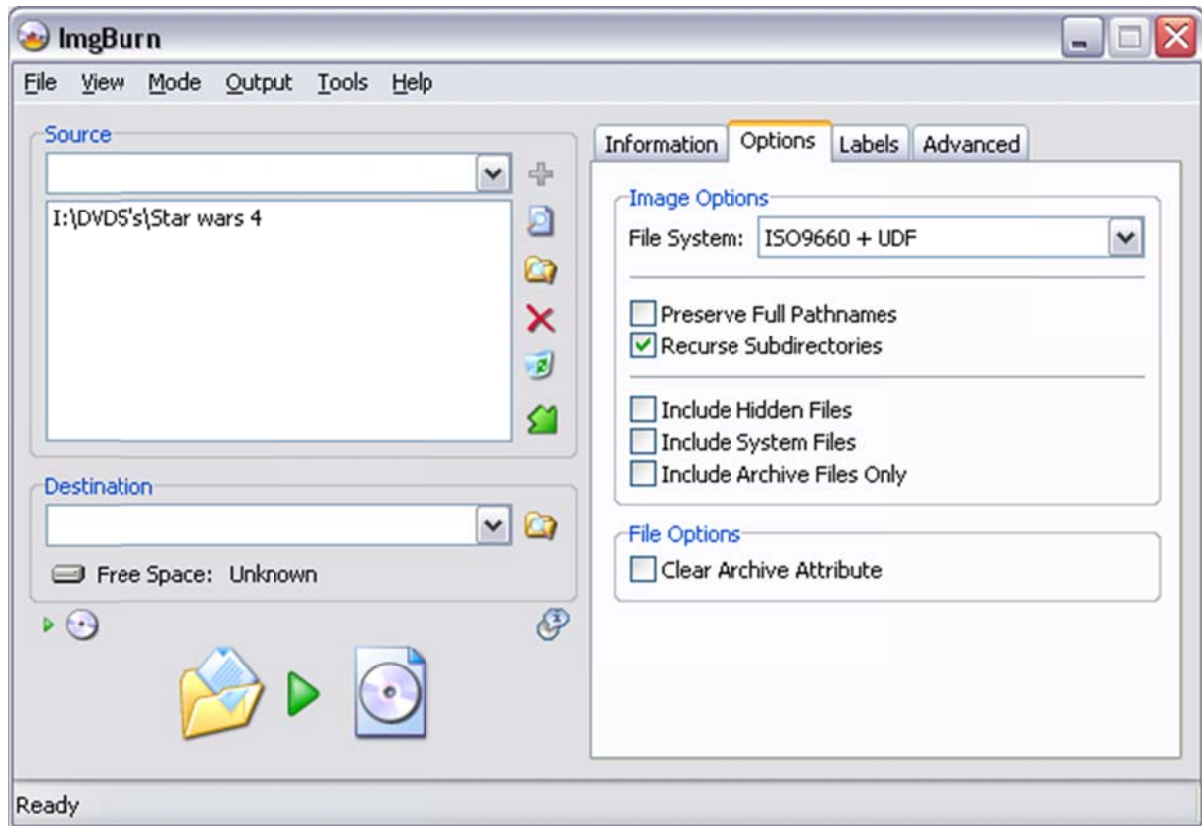 ImgBurn
File View Mode Output Tools Help
Source
I:\DVD5's\Star wars 4
Destination
Free Space: Unknown
Information Options Labels Advanced
Image Options
File System: ISO9660 + UDF
Preserve Full Pathnames
Recurse Subdirectories
Include Hidden Files
Include System Files
Include Archive Files Only
File Options
Clear Archive Attribute
Ready